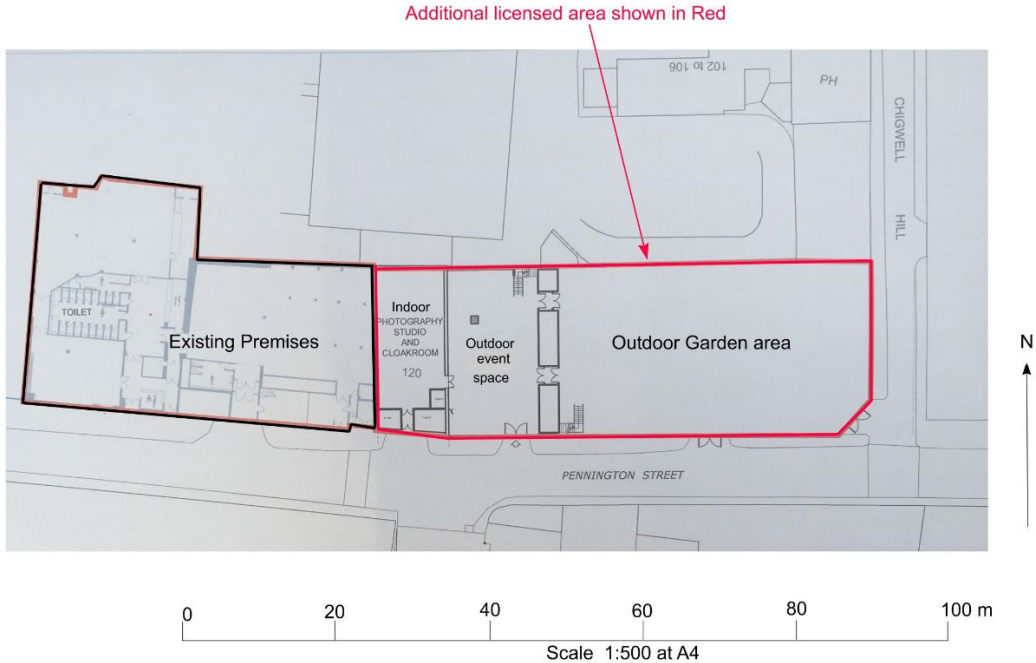 Additional licensed area shown in Red
102 to 106
PH
CHIGWELL
HILL
TOILET
Existing Premises
Indoor
PHOTOGRAPHY
STUDIO
AND
CLOAKROOM
120
Outdoor
event
space
Outdoor Garden area
N
PENNINGTON STREET
0 20 40 60 80 100 m
Scale 1:500 at A4